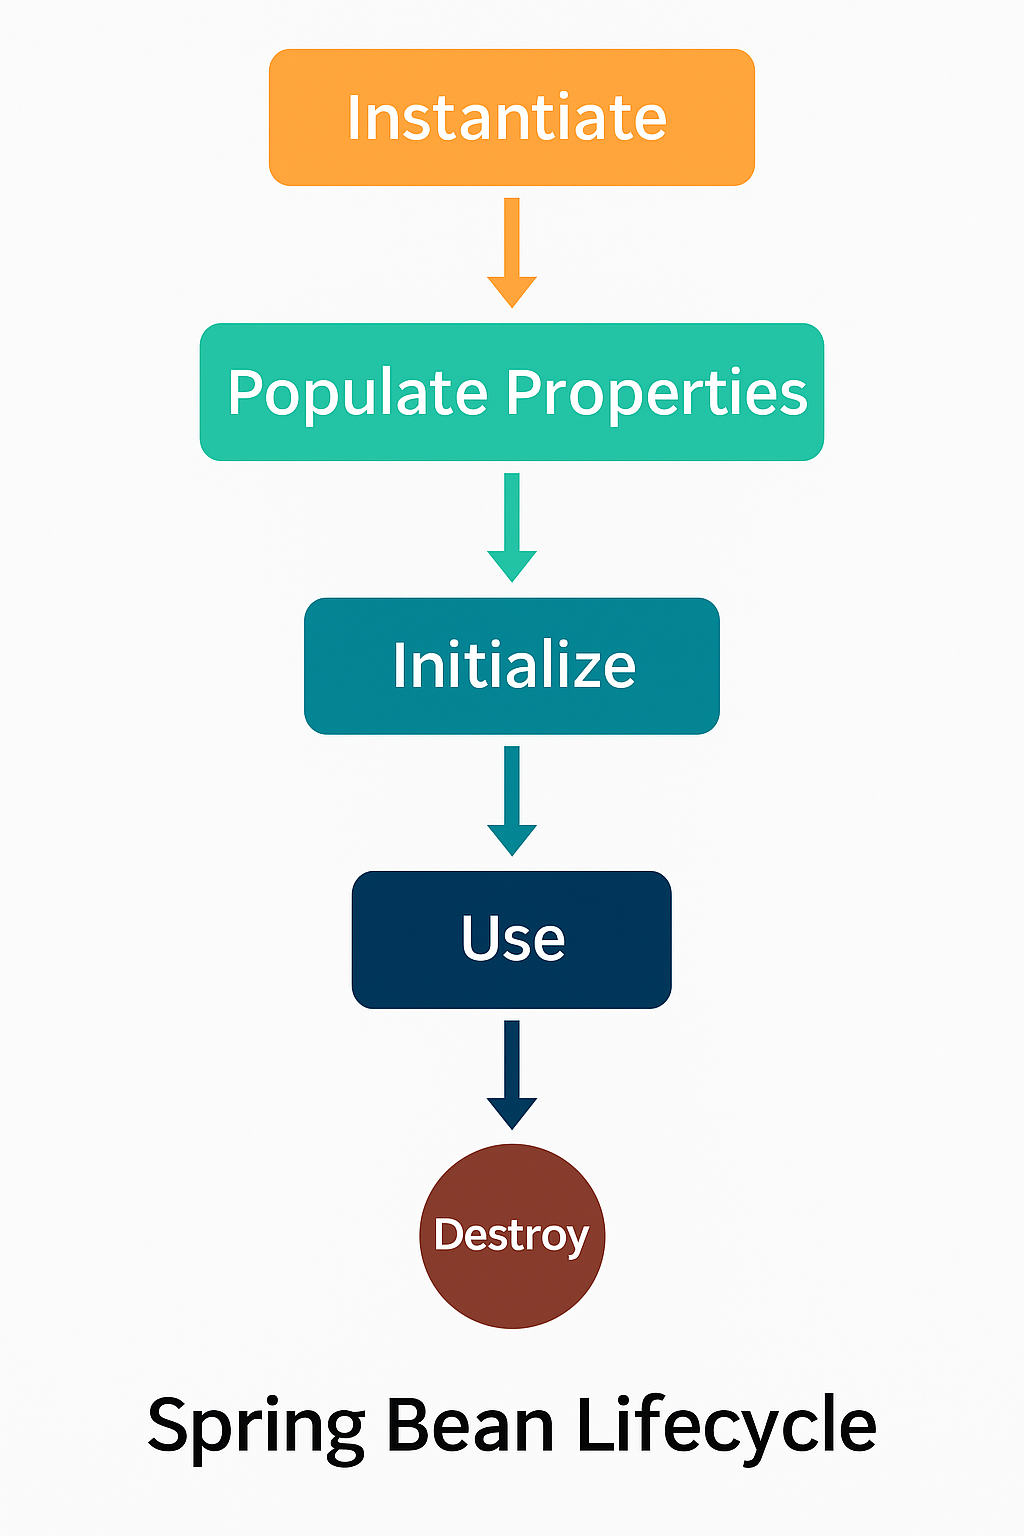 Instantiate
Populate Properties
Initialize
Use
Destroy
Spring Bean Lifecycle